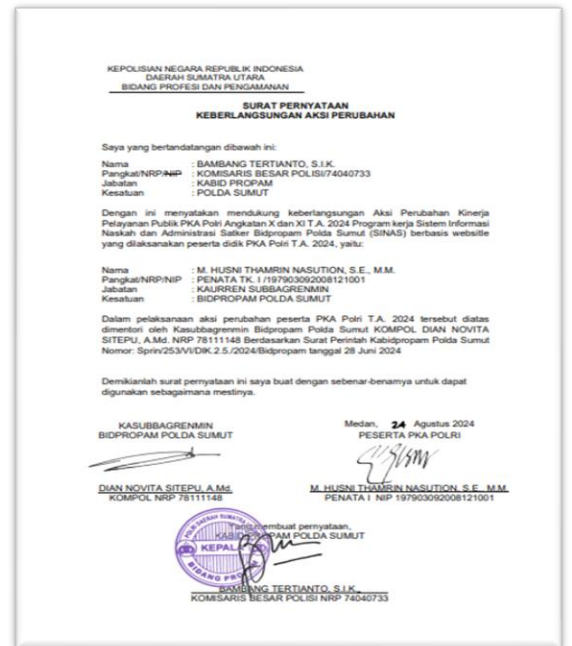 KEPOLISIAN NEGARA REPUBLIK INDONESIA
DAERAH SUMATRA UTARA
BIDANG PROFESI DAN PENGAMANAN
SURAT PERNYATAAN
KEBERLANGSUNGAN AKSI PERUBAHAN
Saya yang bertandatangan dibawah ini:
Nama : BAMBANG TERTIANTO, S.I.K.
Pangkat/NRP/NIP : KOMISARIS BESAR POLISI/74040733
Jabatan : KABID PROPAM
Kesatuan : POLDA SUMUT
Dengan ini menyatakan mendukung keberlangsungan Aksi Perubahan Kinerja
Pelayanan Publik PKA Polri Angkatan X dan XI T.A. 2024 Program kerja Sistem Informasi
Naskah dan Administrasi Satker Bidpropam Polda Sumut (SINAS) berbasis websitle
yang dilaksanakan peserta didik PKA Polri T.A. 2024, yaitu:
Nama : M. HUSNI THAMRIN NASUTION, S.E., M.M.
Pangkat/NRP/NIP : PENATA TK. I /197903092008121001
Jabatan : KAURREN SUBBAGRENMIN
Kesatuan : BIDPROPAM POLDA SUMUT
Dalam pelaksanaan aksi perubahan peserta PKA Polri T.A. 2024 tersebut diatas
dimentori oleh Kasubbagrenmin Bidpropam Polda Sumut KOMPOL DIAN NOVITA
SITEPU, A.Md. NRP 78111148 Berdasarkan Surat Perintah Kabidpropam Polda Sumut
Nomor: Sprin/253/VI/DIK.2.5./2024/Bidpropam tanggal 28 Juni 2024
Demikianlah surat pernyataan ini saya buat dengan sebenar-benarnya untuk dapat
digunakan sebagaimana mestinya.
KASUBBAGRENMIN
BIDPROPAM POLDA SUMUT
DIAN NOVITA SITEPU, A.Md.
KOMPOL NRP 78111148
Medan, 24 Agustus 2024
PESERTA PKA POLRI
M. HUSNI THAMRIN NASUTION, S.E., M.M.
PENATA I NIP 197903092008121001
Yang membuat pernyataan,
KABIDPROPAM POLDA SUMUT
POLRI DAERAH SUMATRA
KEPALA
BIDANG PROPAM
BAMBANG TERTIANTO, S.I.K.
KOMISARIS BESAR POLISI NRP 74040733